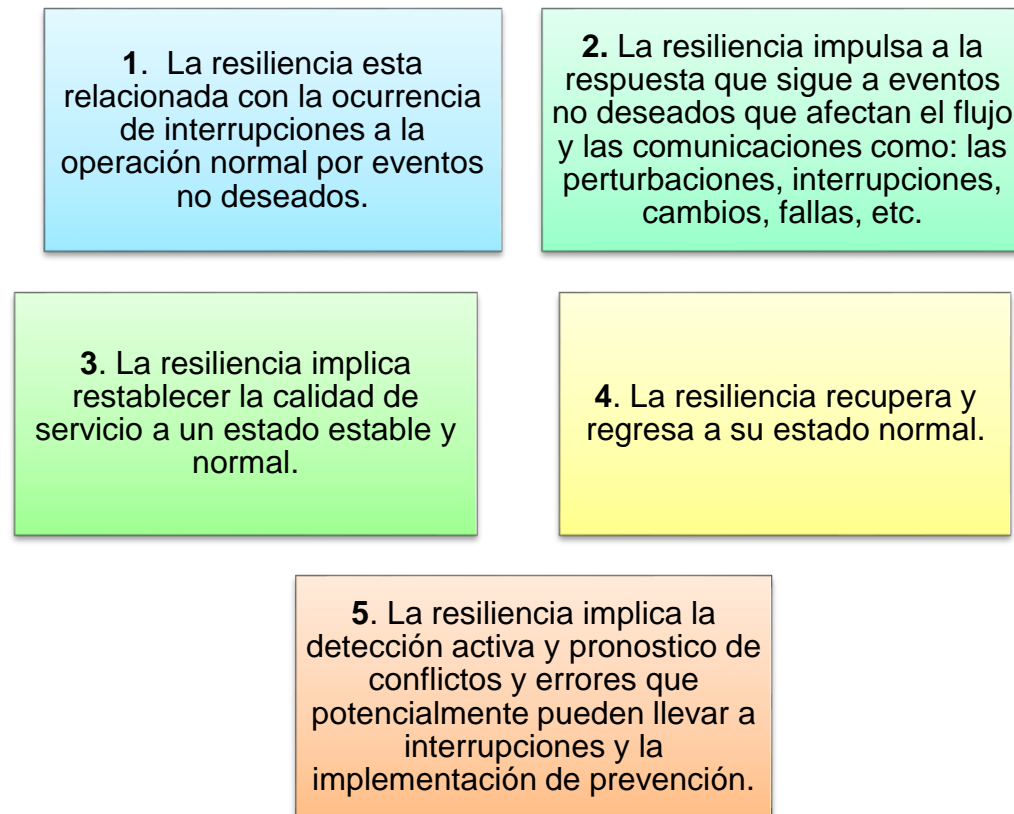 1.  La resiliencia esta
relacionada con la ocurrencia
de interrupciones a la
operación normal por eventos
no deseados.
2. La resiliencia impulsa a la
respuesta que sigue a eventos
no deseados que afectan el flujo
y las comunicaciones como: las
perturbaciones, interrupciones,
cambios, fallas, etc.
3. La resiliencia implica
restablecer la calidad de
servicio a un estado estable y
normal.
4. La resiliencia recupera y
regresa a su estado normal.
5. La resiliencia implica la
detección activa y pronostico de
conflictos y errores que
potencialmente pueden llevar a
interrupciones y la
implementación de prevención.